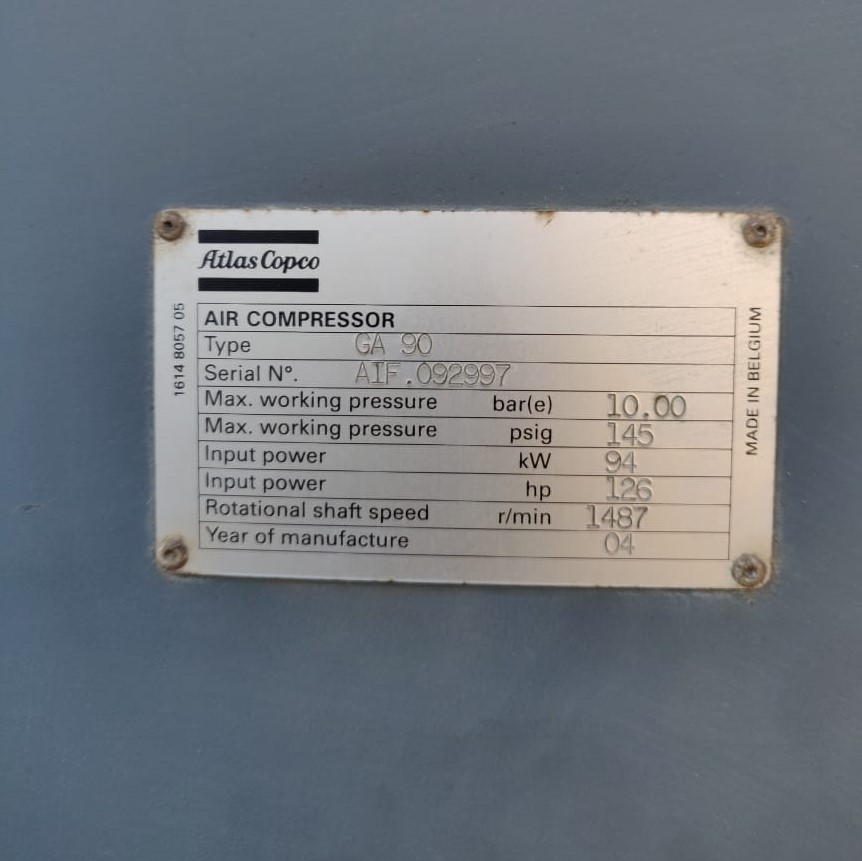 Atlas Copco
AIR COMPRESSOR
Type GA 90
Serial Nº. AIF.092997
Max. working pressure bar(e) 10.00
Max. working pressure psig 145
Input power kW 94
Input power hp 126
Rotational shaft speed r/min 1487
Year of manufacture 04
1614 8057 05
MADE IN BELGIUM